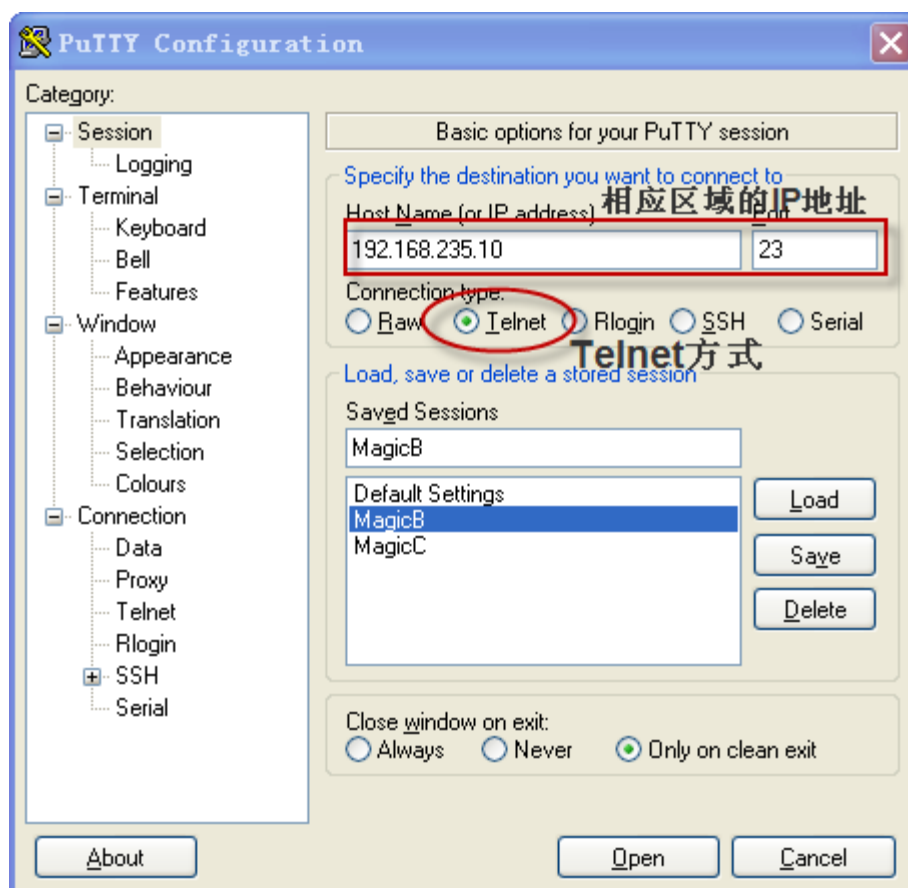 PuTTY Configuration
Category:
Session
Logging
Terminal
Keyboard
Bell
Features
Window
Appearance
Behaviour
Translation
Selection
Colours
Connection
Data
Proxy
Telnet
Rlogin
SSH
Serial
Basic options for your PuTTY session
Specify the destination you want to connect to
相应区域的IP地址
Host Name (or IP address) Port
192.168.235.10 23
Connection type:
Raw Telnet Rlogin SSH Serial
Telnet方式
Load, save or delete a stored session
Saved Sessions
MagicB
Default Settings
MagicB
MagicC
Load
Save
Delete
Close window on exit:
Always Never Only on clean exit
About Open Cancel